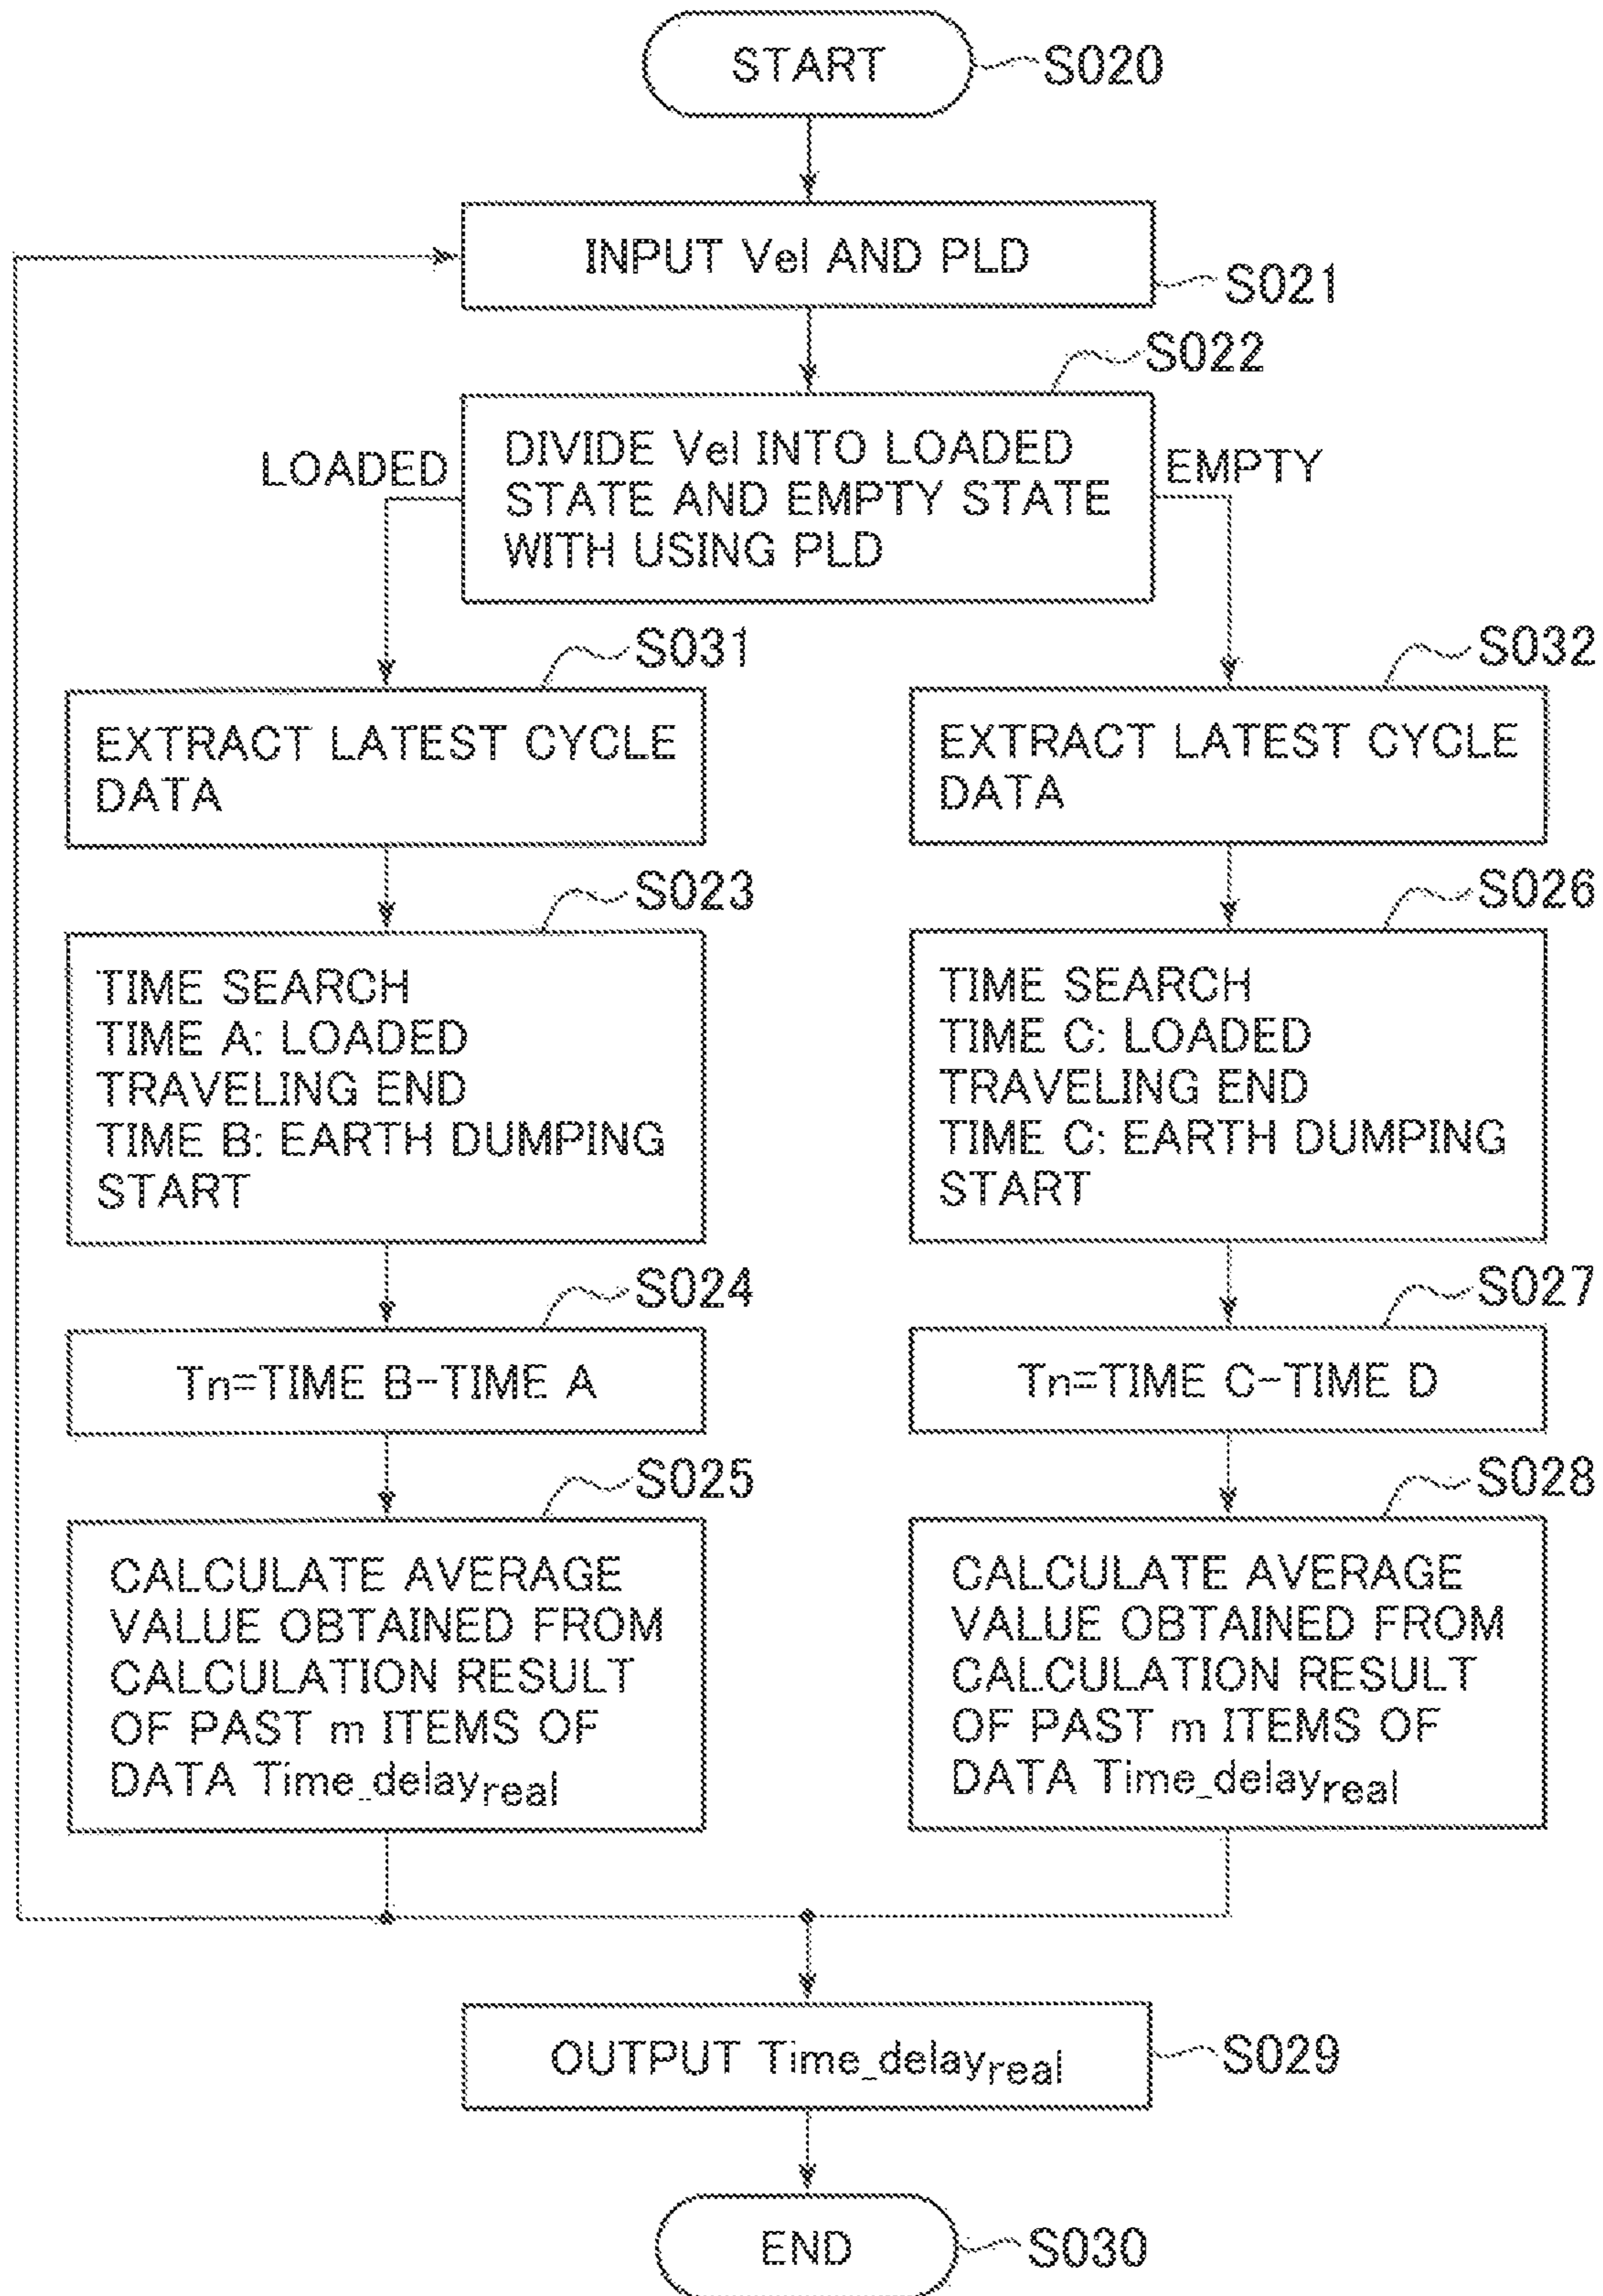 START
S020
INPUT Vel AND PLD
S021
S022
LOADED
DIVIDE Vel INTO LOADED
STATE AND EMPTY STATE
WITH USING PLD
EMPTY
S031
EXTRACT LATEST CYCLE
DATA
S023
TIME SEARCH
TIME A: LOADED
TRAVELING END
TIME B: EARTH DUMPING
START
S024
Tn=TIME B-TIME A
S025
CALCULATE AVERAGE
VALUE OBTAINED FROM
CALCULATION RESULT
OF PAST m ITEMS OF
DATA Time_delayreal
S032
EXTRACT LATEST CYCLE
DATA
S026
TIME SEARCH
TIME C: LOADED
TRAVELING END
TIME C: EARTH DUMPING
START
S027
Tn=TIME C-TIME D
S028
CALCULATE AVERAGE
VALUE OBTAINED FROM
CALCULATION RESULT
OF PAST m ITEMS OF
DATA Time_delayreal
OUTPUT Time_delayreal
S029
END
S030